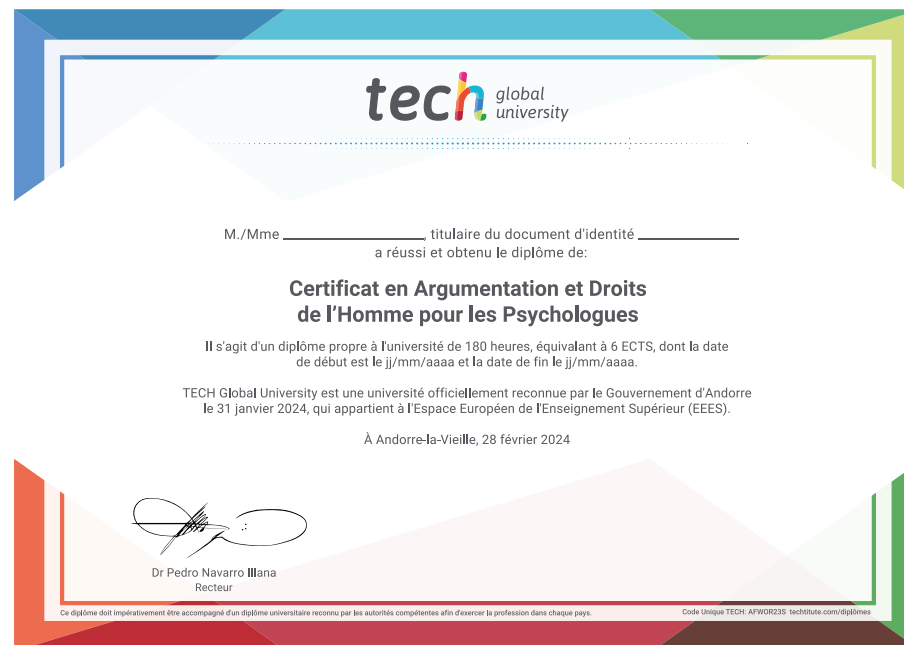 tech global university
M./Mme ____________________, titulaire du document d'identité ______________
a réussi et obtenu le diplôme de:
Certificat en Argumentation et Droits
de l'Homme pour les Psychologues
Il s'agit d'un diplôme propre à l'université de 180 heures, équivalant à 6 ECTS, dont la date
de début est le jj/mm/aaaa et la date de fin le jj/mm/aaaa.
TECH Global University est une université officiellement reconnue par le Gouvernement d'Andorre
le 31 janvier 2024, qui appartient à l'Espace Européen de l'Enseignement Supérieur (EEES).
À Andorre-la-Vieille, 28 février 2024
Dr Pedro Navarro Illana
Recteur
Ce diplôme doit impérativement être accompagné d'un diplôme universitaire reconnu par les autorités compétentes afin d'exercer la profession dans chaque pays.
Code Unique TECH: AFWOR23S techtitute.com/diplômes